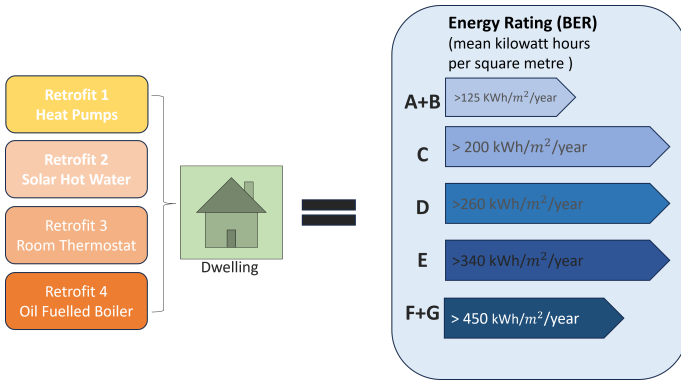 Retrofit 1
Heat Pumps
Retrofit 2
Solar Hot Water
Retrofit 3
Room Thermostat
Retrofit 4
Oil Fuelled Boiler
Dwelling
Energy Rating (BER)
(mean kilowatt hours
per square metre )
A+B >125 KWh/m²/year
C > 200 kWh/m²/year
D >260 kWh/m²/year
E >340 kWh/m²/year
F+G > 450 kWh/m²/year